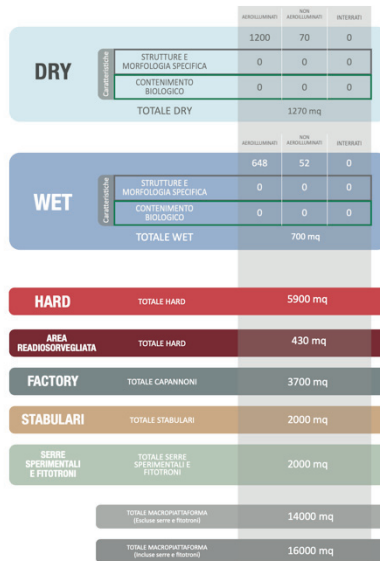 AEROILLUMINATI NON AEROILLUMINATI INTERRATI
1200 70 0
DRY
Caratteristiche
STRUTTURE E
MORFOLOGIA SPECIFICA
0 0 0
CONTENIMENTO
BIOLOGICO
0 0 0
TOTALE DRY 1270 mq
AEROILLUMINATI NON AEROILLUMINATI INTERRATI
648 52 0
WET
Caratteristiche
STRUTTURE E
MORFOLOGIA SPECIFICA
0 0 0
CONTENIMENTO
BIOLOGICO
0 0 0
TOTALE WET 700 mq
HARD TOTALE HARD 5900 mq
AREA
READIOSORVEGLIATA
TOTALE HARD 430 mq
FACTORY TOTALE CAPANNONI 3700 mq
STABULARI TOTALE STABULARI 2000 mq
SERRE
SPERIMENTALI
E FITOTRONI
TOTALE SERRE
SPERIMENTALI E
FITOTRONI
2000 mq
TOTALE MACROPIATTAFORMA
(Escluse serre e fitotroni)
14000 mq
TOTALE MACROPIATTAFORMA
(Incluse serre e fitotroni)
16000 mq